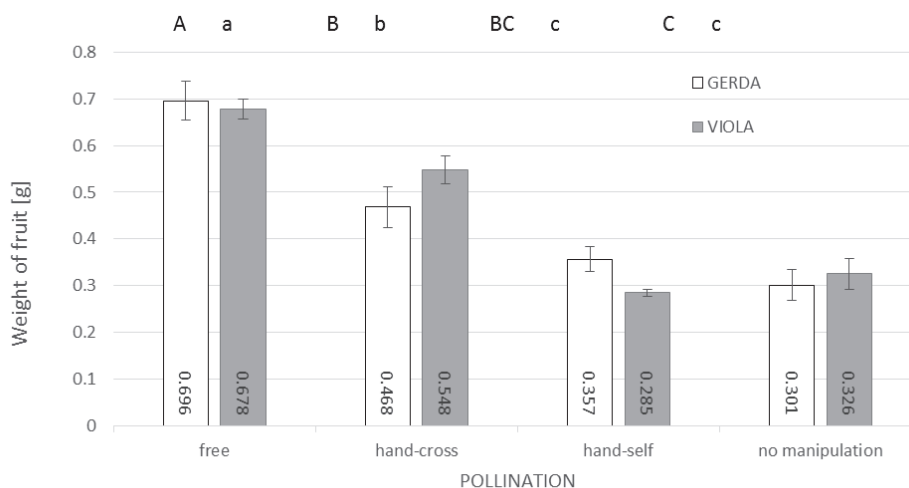 A a B b BC c C c
0.8
GERDA
0.7
VIOLA
0.6
0.5
0.4
0.3
0.2
0.1
0
Weight of fruit [g]
0.696 0.678 0.468 0.548 0.357 0.285 0.301 0.326
free hand-cross hand-self no manipulation
POLLINATION